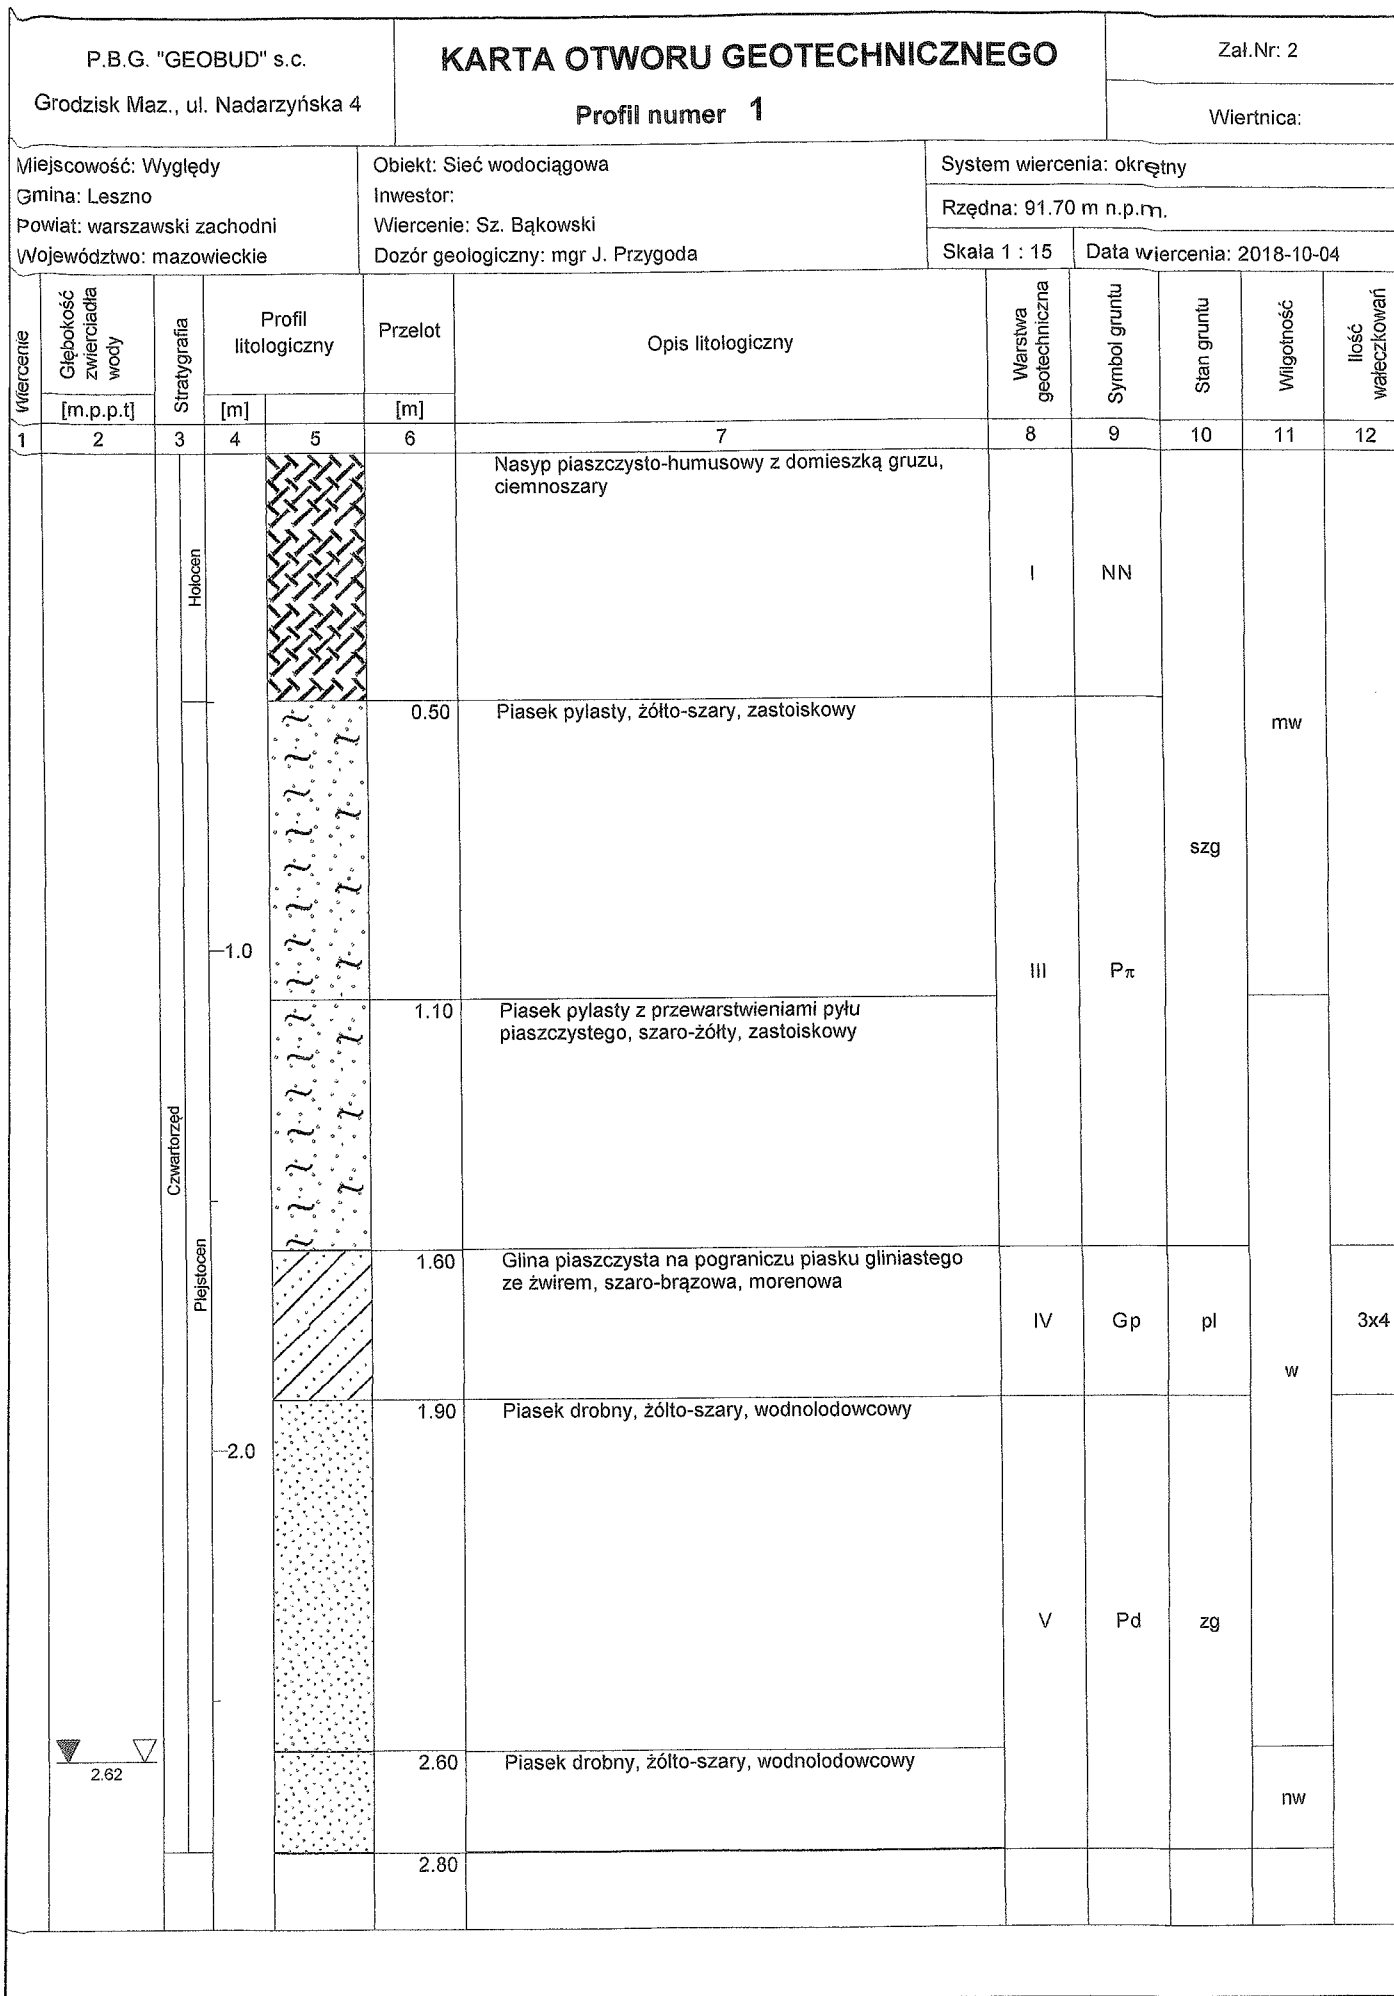 P.B.G. "GEOBUD" s.c.
Grodzisk Maz., ul. Nadarzyńska 4
KARTA OTWORU GEOTECHNICZNEGO
Profil numer 1
Zał.Nr: 2
Wiertnica:
Miejscowość: Wyględy
Gmina: Leszno
Powiat: warszawski zachodni
Województwo: mazowieckie
Obiekt: Sieć wodociągowa
Inwestor:
Wiercenie: Sz. Bąkowski
Dozór geologiczny: mgr J. Przygoda
System wiercenia: okrętny
Rzędna: 91.70 m n.p.m.
Skala 1 : 15
Data wiercenia: 2018-10-04
Wiercenie
Głębokość
zwierciadła
wody
[m.p.p.t]
Stratygrafia
Profil
litologiczny
[m]
Przelot
[m]
Opis litologiczny
Warstwa
geotechniczna
Symbol gruntu
Stan gruntu
Wilgotność
Ilość
wałeczkowań
1 2 3 4 5 6 7 8 9 10 11 12
Nasyp piaszczysto-humusowy z domieszką gruzu,
ciemnoszary
Holocen
I NN
0.50 Piasek pylasty, żółto-szary, zastoiskowy
mw
szg
1.0
III Pπ
1.10 Piasek pylasty z przewarstwieniami pyłu
piaszczystego, szaro-żółty, zastoiskowy
Czwartorzęd
Plejstocen
1.60 Glina piaszczysta na pograniczu piasku gliniastego
ze żwirem, szaro-brązowa, morenowa
IV Gp pl 3x4
w
1.90 Piasek drobny, żółto-szary, wodnolodowcowy
2.0
V Pd zg
2.60 Piasek drobny, żółto-szary, wodnolodowcowy
2.62
nw
2.80